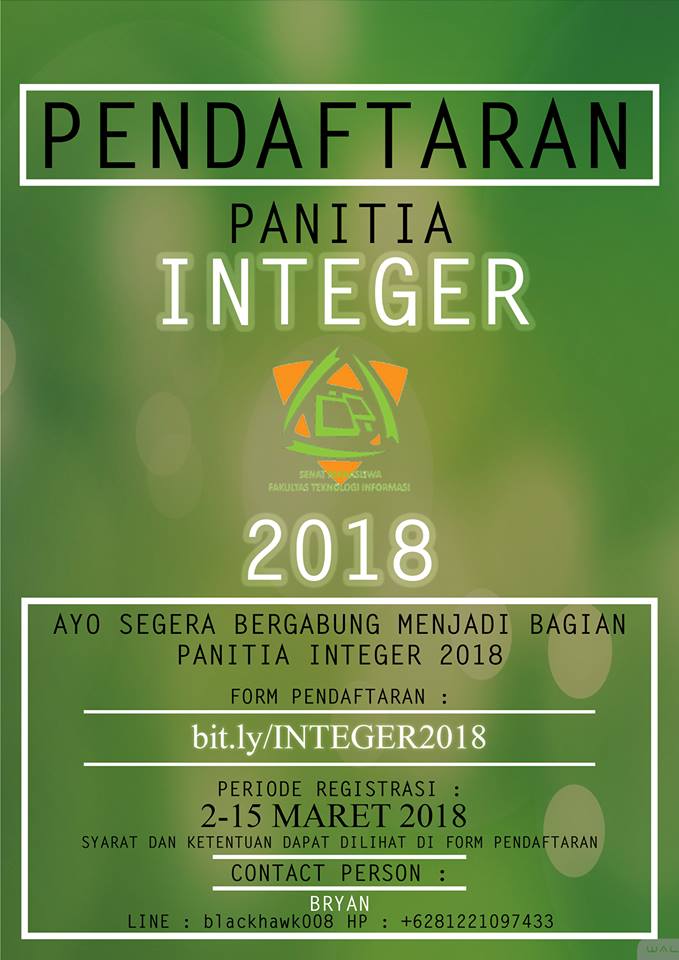 PENDAFTARAN
PANITIA
INTEGER
SENAT MAHASISWA
FAKULTAS TEKNOLOGI INFORMASI
2018
AYO SEGERA BERGABUNG MENJADI BAGIAN
PANITIA INTEGER 2018
FORM PENDAFTARAN :
bit.ly/INTEGER2018
PERIODE REGISTRASI :
2-15 MARET 2018
SYARAT DAN KETENTUAN DAPAT DILIHAT DI FORM PENDAFTARAN
CONTACT PERSON :
BRYAN
LINE : blackhawk008 HP : +6281221097433